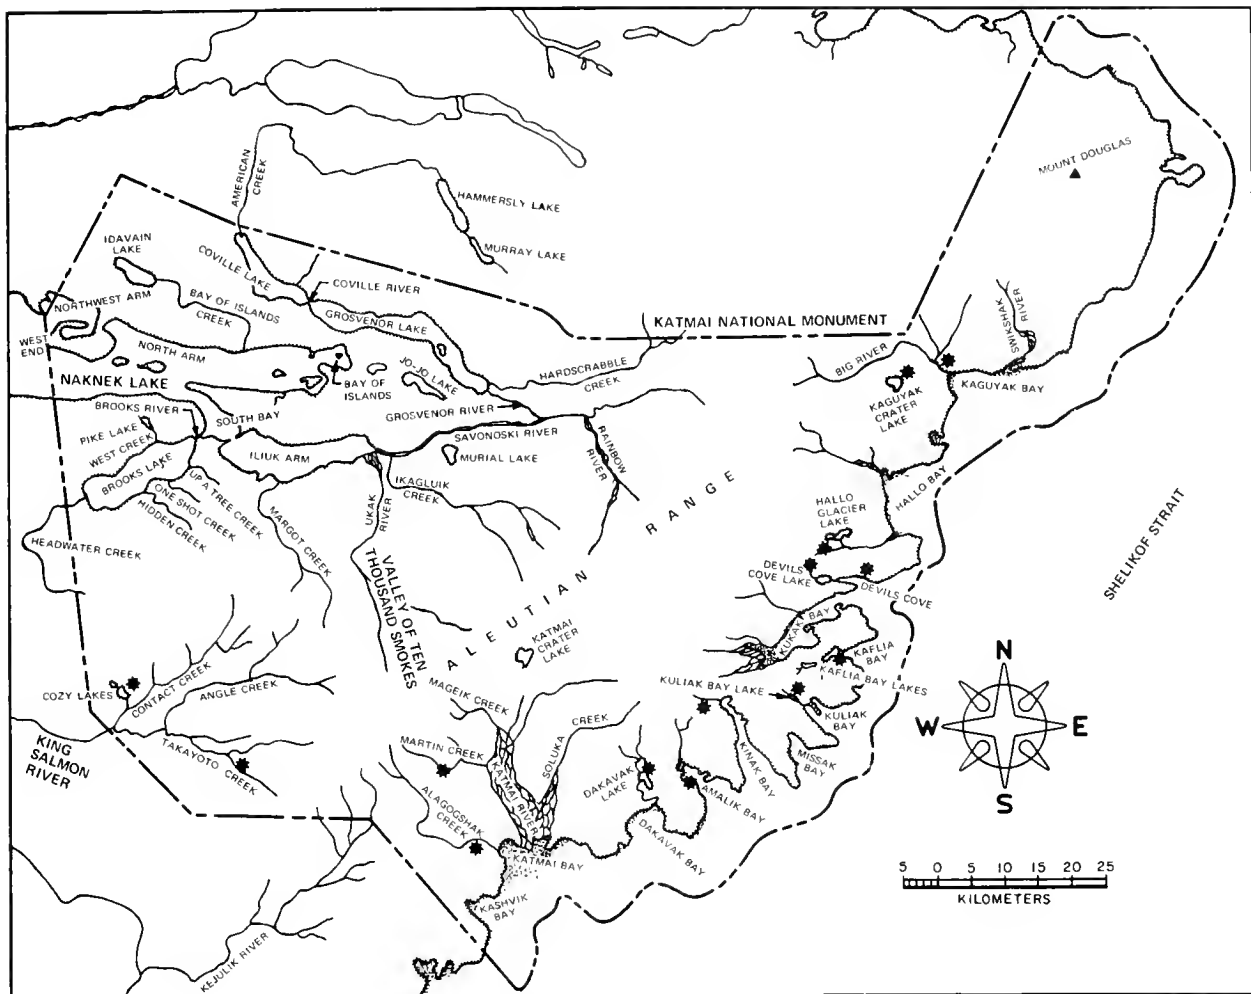 MOUNT DOUGLAS
AMERICAN
CREEK
HAMMERSLY LAKE
MURRAY LAKE
IDAVAIN
LAKE
COVILLE LAKE
COVILLE RIVER
NORTHWEST ARM
BAY OF ISLANDS
CREEK
GROSVENOR LAKE
KATMAI NATIONAL MONUMENT
SWIKSHAK
RIVER
WEST
END
NORTH ARM
JO-JO LAKE
HARDSCRABBLE
CREEK
BIG RIVER
KAGUYAK BAY
NAKNEK LAKE
BAY OF
ISLANDS
KAGUYAK
CRATER
LAKE
BROOKS RIVER
SOUTH BAY
GROSVENOR RIVER
PIKE LAKE
WEST CREEK
SAVONOSKI RIVER
RAINBOW
RIVER
BROOKS LAKE
ILIUK ARM
MURIAL LAKE
UP A TREE CREEK
ONE SHOT CREEK
HIDDEN CREEK
MARGOT CREEK
UKAK
RIVER
IKAGLUIK
CREEK
HALLO BAY
HALLO
GLACIER
LAKE
HEADWATER CREEK
VALLEY OF TEN
THOUSAND SMOKES
ALEUTIAN RANGE
DEVILS
COVE LAKE
DEVILS COVE
SHELIKOF STRAIT
KATMAI
CRATER
LAKE
KUKAK BAY
KAFLIA
BAY
KAFLIA BAY LAKES
COZY LAKES
CONTACT CREEK
ANGLE CREEK
MAGEIK CREEK
KULIAK BAY LAKE
KULIAK
BAY
KING
SALMON
RIVER
TAKAYOTO CREEK
MARTIN CREEK
KATMAI RIVER
SOLUKA CREEK
KINAK BAY
MISSAK
BAY
ALAGOGSHAK
CREEK
DAKAVAK
LAKE
AMALIK BAY
DAKAVAK BAY
KATMAI BAY
KASHVIK
BAY
KEJULIK RIVER
N
W
E
S
5 0 5 10 15 20 25
KILOMETERS